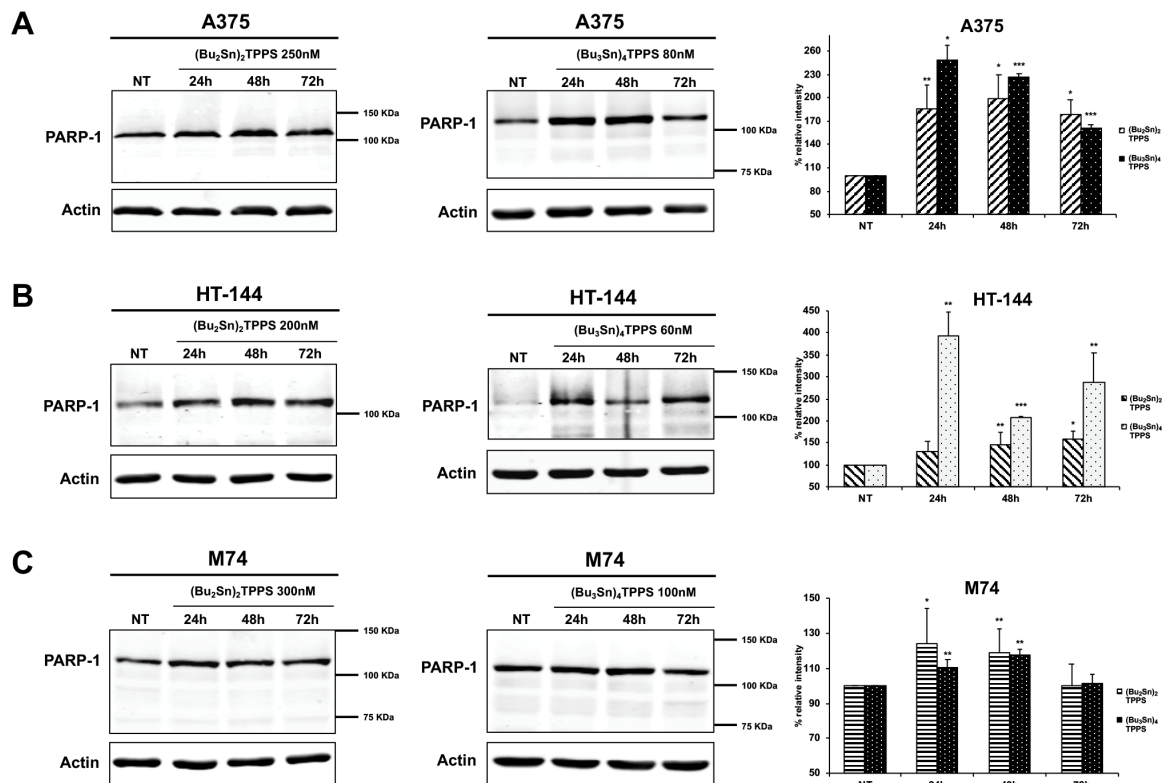 A
A375
(Bu₂Sn)₂TPPS 250nM
NT 24h 48h 72h
PARP-1
150 KDa
100 KDa
Actin
A375
(Bu₃Sn)₄TPPS 80nM
NT 24h 48h 72h
PARP-1
100 KDa
75 KDa
Actin
A375
% relative intensity
260
230
200
170
140
110
80
50
** * * *** * ***
NT 24h 48h 72h
(Bu₂Sn)₂
TPPS
(Bu₃Sn)₄
TPPS
B
HT-144
(Bu₂Sn)₂TPPS 200nM
NT 24h 48h 72h
PARP-1
100 KDa
Actin
HT-144
(Bu₃Sn)₄TPPS 60nM
NT 24h 48h 72h
PARP-1
150 KDa
100 KDa
Actin
HT-144
% relative intensity
450
400
350
300
250
200
150
100
50
** ** *** * **
NT 24h 48h 72h
(Bu₂Sn)₂
TPPS
(Bu₃Sn)₄
TPPS
C
M74
(Bu₂Sn)₂TPPS 300nM
NT 24h 48h 72h
PARP-1
150 KDa
100 KDa
75 KDa
Actin
M74
(Bu₃Sn)₄TPPS 100nM
NT 24h 48h 72h
PARP-1
150 KDa
100 KDa
75 KDa
Actin
M74
% relative intensity
150
130
110
90
70
50
* ** ** **
(Bu₂Sn)₂
TPPS
(Bu₃Sn)₄
TPPS